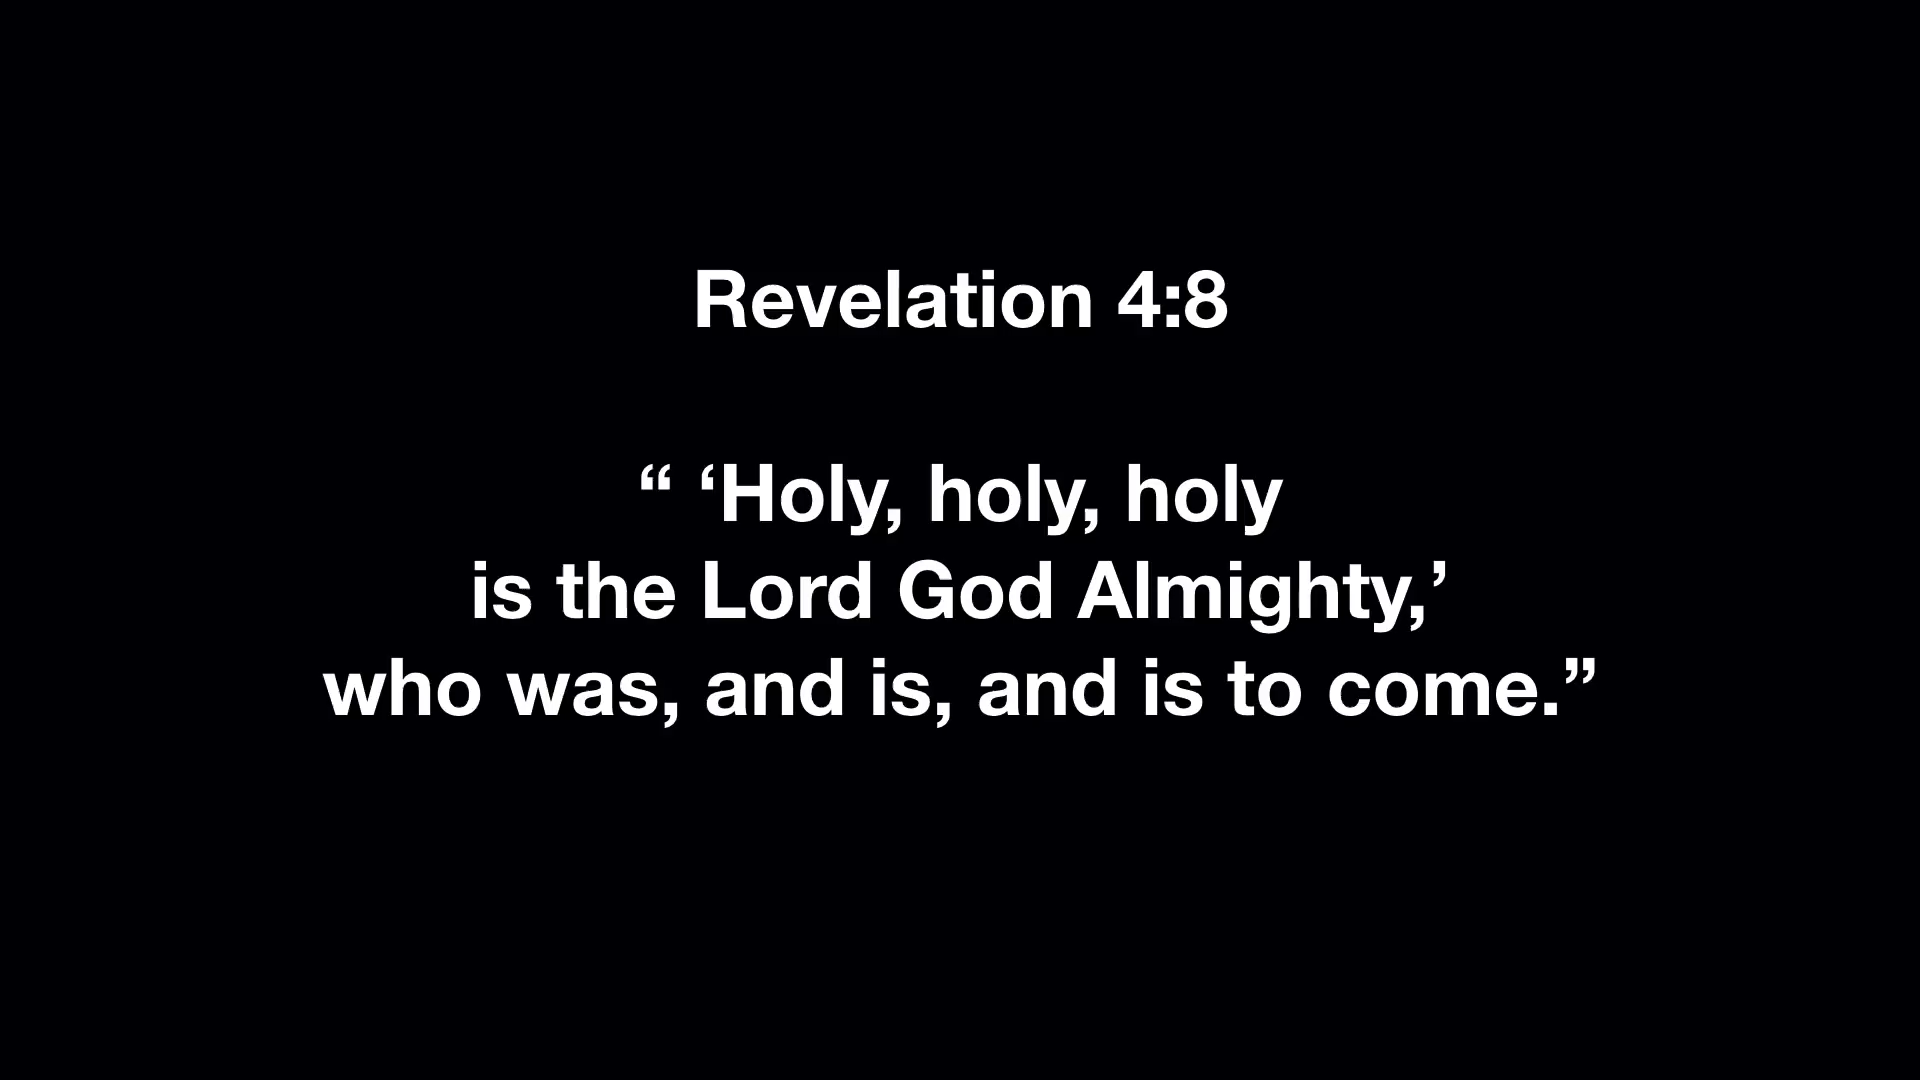 Revelation 4:8
“ ‘Holy, holy, holy
is the Lord God Almighty,’
who was, and is, and is to come.”